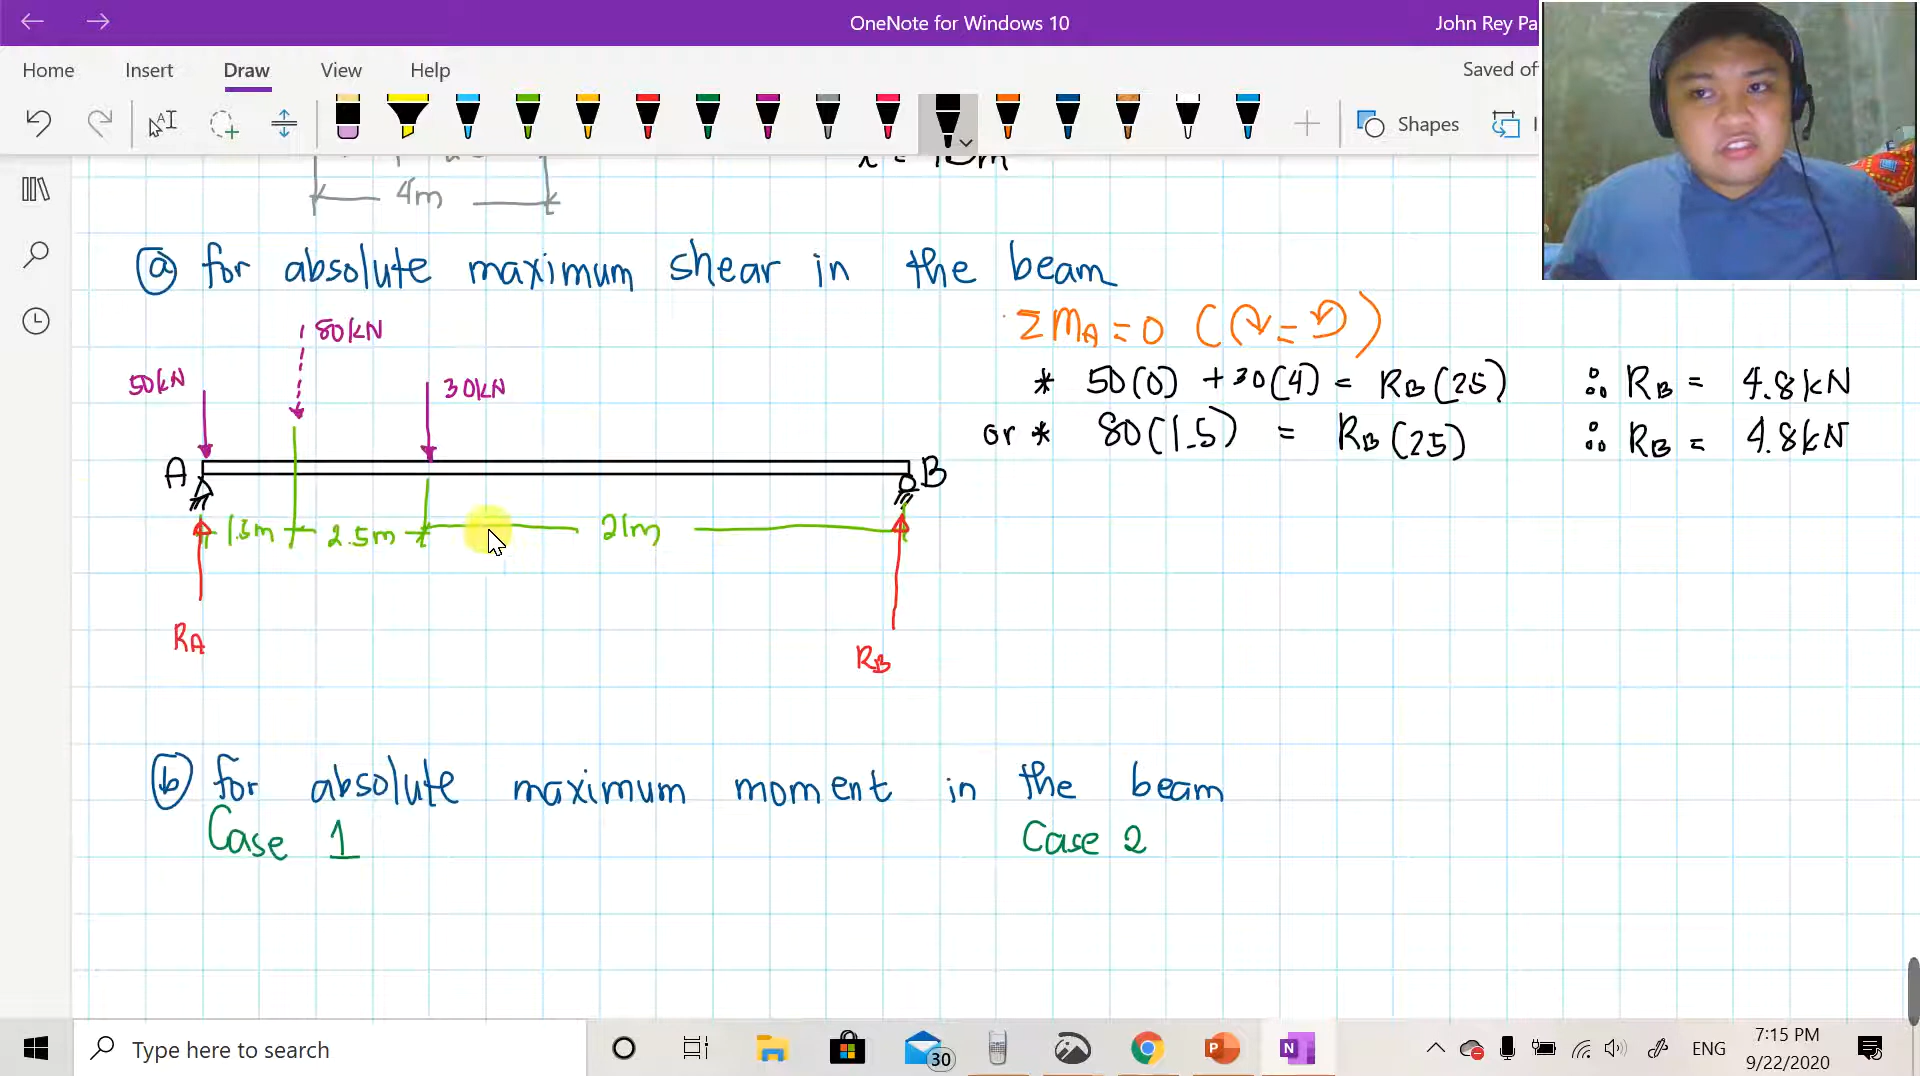 OneNote for Windows 10
John Rey Pa
Home Insert Draw View Help
Saved of
Shapes
4m
ⓐ for absolute maximum shear in the beam
ΣMA = 0
80kN
50kN
30kN
* 50(0) + 30(4) = RB(25) ∴ RB = 4.8kN
or * 80(1.5) = RB(25) ∴ RB = 4.8kN
A
B
1.5m 2.5m 21m
RA
RB
ⓑ for absolute maximum moment in the beam
Case 1
Case 2
Type here to search
30
ENG
7:15 PM
9/22/2020